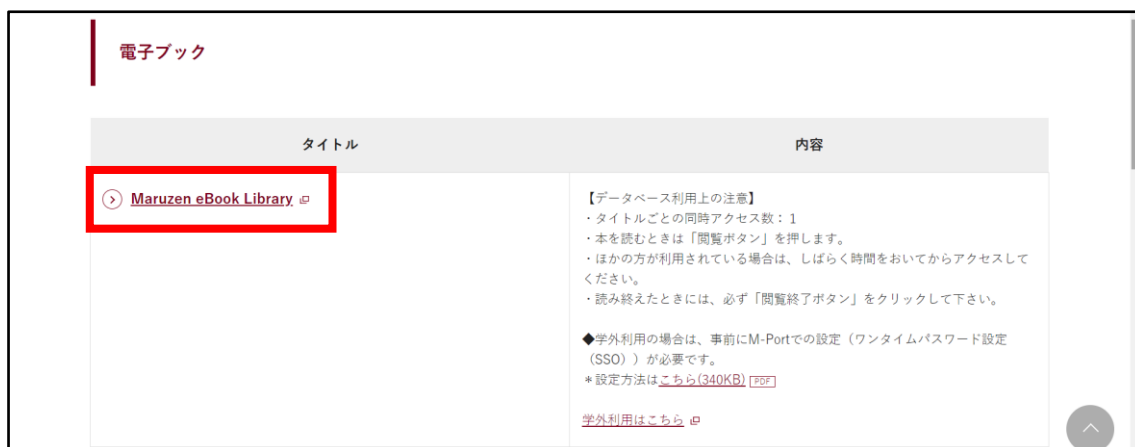 電子ブック
タイトル
内容
Maruzen eBook Library
【データベース利用上の注意】
・タイトルごとの同時アクセス数：1
・本を読むときは「閲覧ボタン」を押します。
・ほかの方が利用されている場合は、しばらく時間をおいてからアクセスして
ください。
・読み終えたときには、必ず「閲覧終了ボタン」をクリックして下さい。
◆学外利用の場合は、事前にM-Portでの設定（ワンタイムパスワード設定
（SSO））が必要です。
＊設定方法はこちら(340KB) PDF
学外利用はこちら